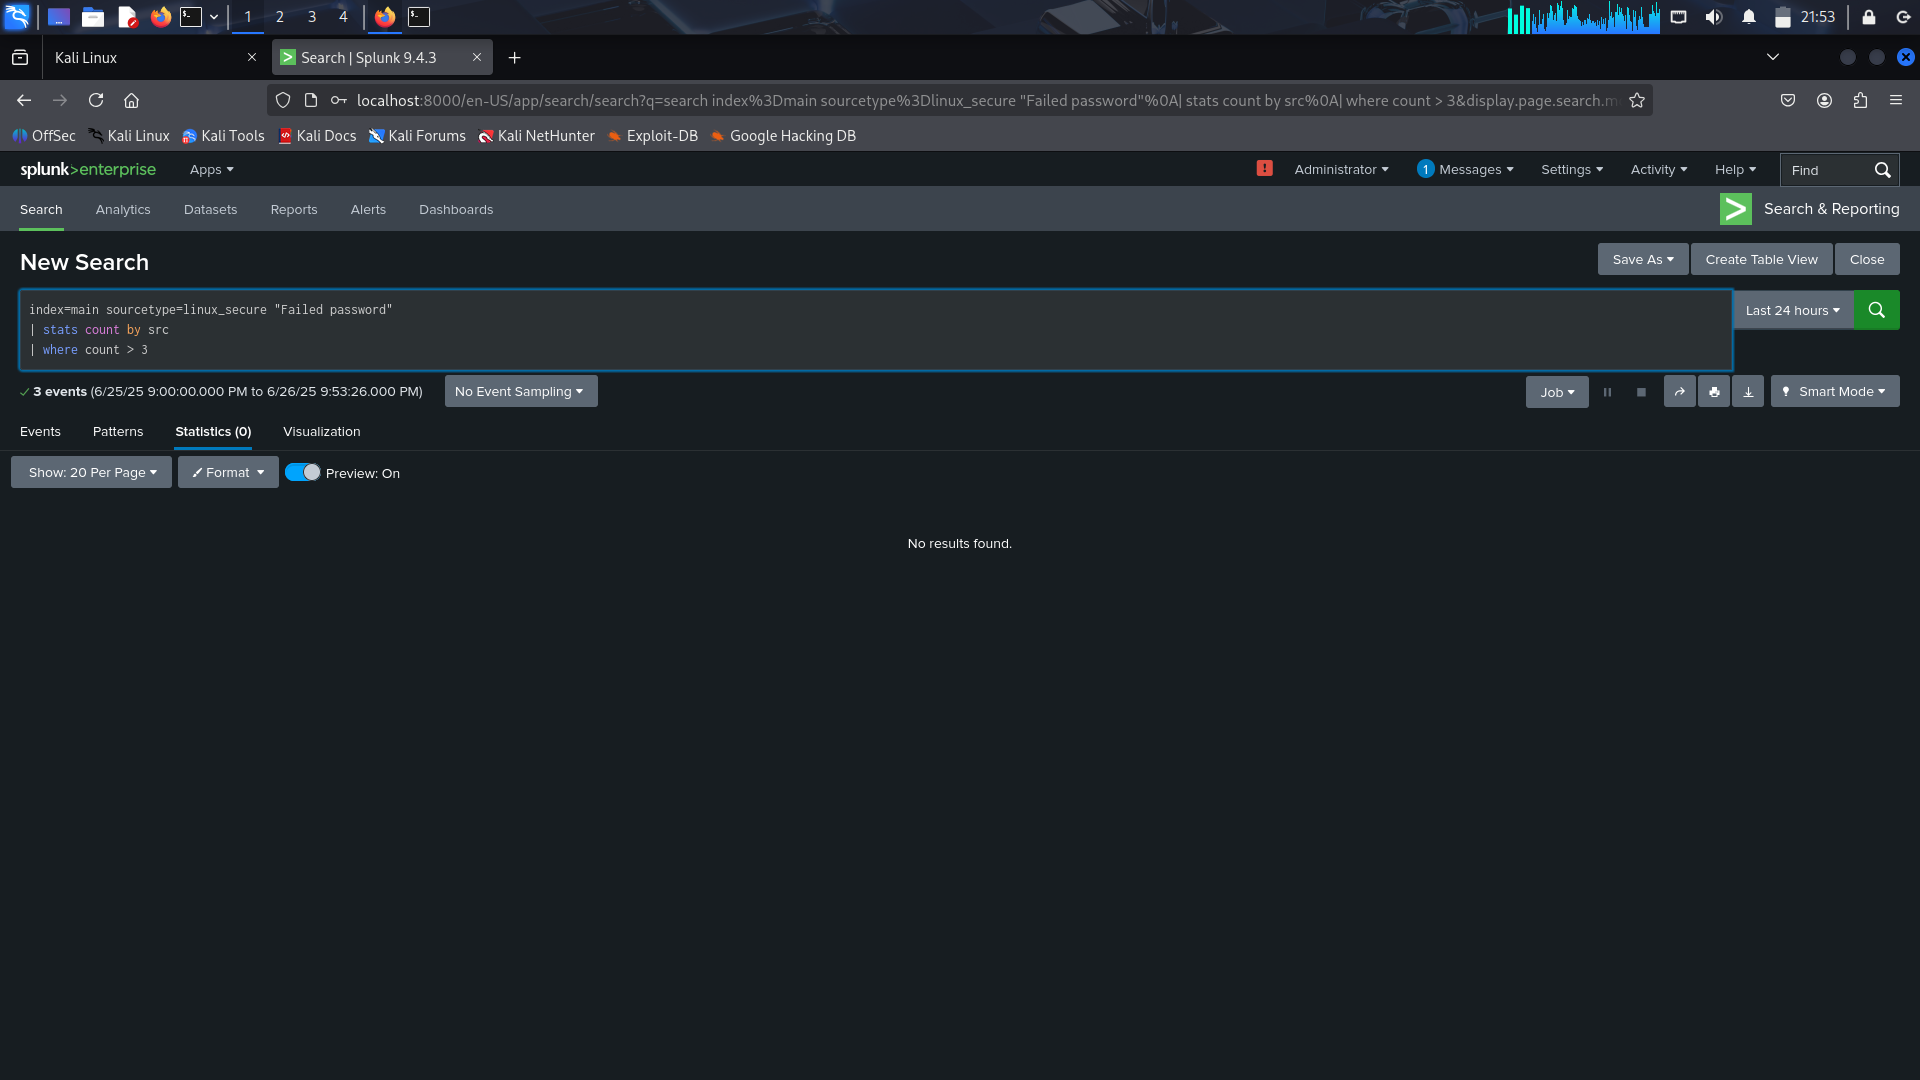 1 2 3 4 21:53
Kali Linux
Search | Splunk 9.4.3
localhost:8000/en-US/app/search/search?q=search index%3Dmain sourcetype%3Dlinux_secure "Failed password"%0A| stats count by src%0A| where count > 3&display.page.search.m
OffSec Kali Linux Kali Tools Kali Docs Kali Forums Kali NetHunter Exploit-DB Google Hacking DB
splunk>enterprise Apps Administrator 1 Messages Settings Activity Help Find
Search Analytics Datasets Reports Alerts Dashboards Search & Reporting
New Search Save As Create Table View Close
index=main sourcetype=linux_secure "Failed password"
| stats count by src
| where count > 3
Last 24 hours
3 events (6/25/25 9:00:00.000 PM to 6/26/25 9:53:26.000 PM) No Event Sampling Job Smart Mode
Events Patterns Statistics (0) Visualization
Show: 20 Per Page Format Preview: On
No results found.